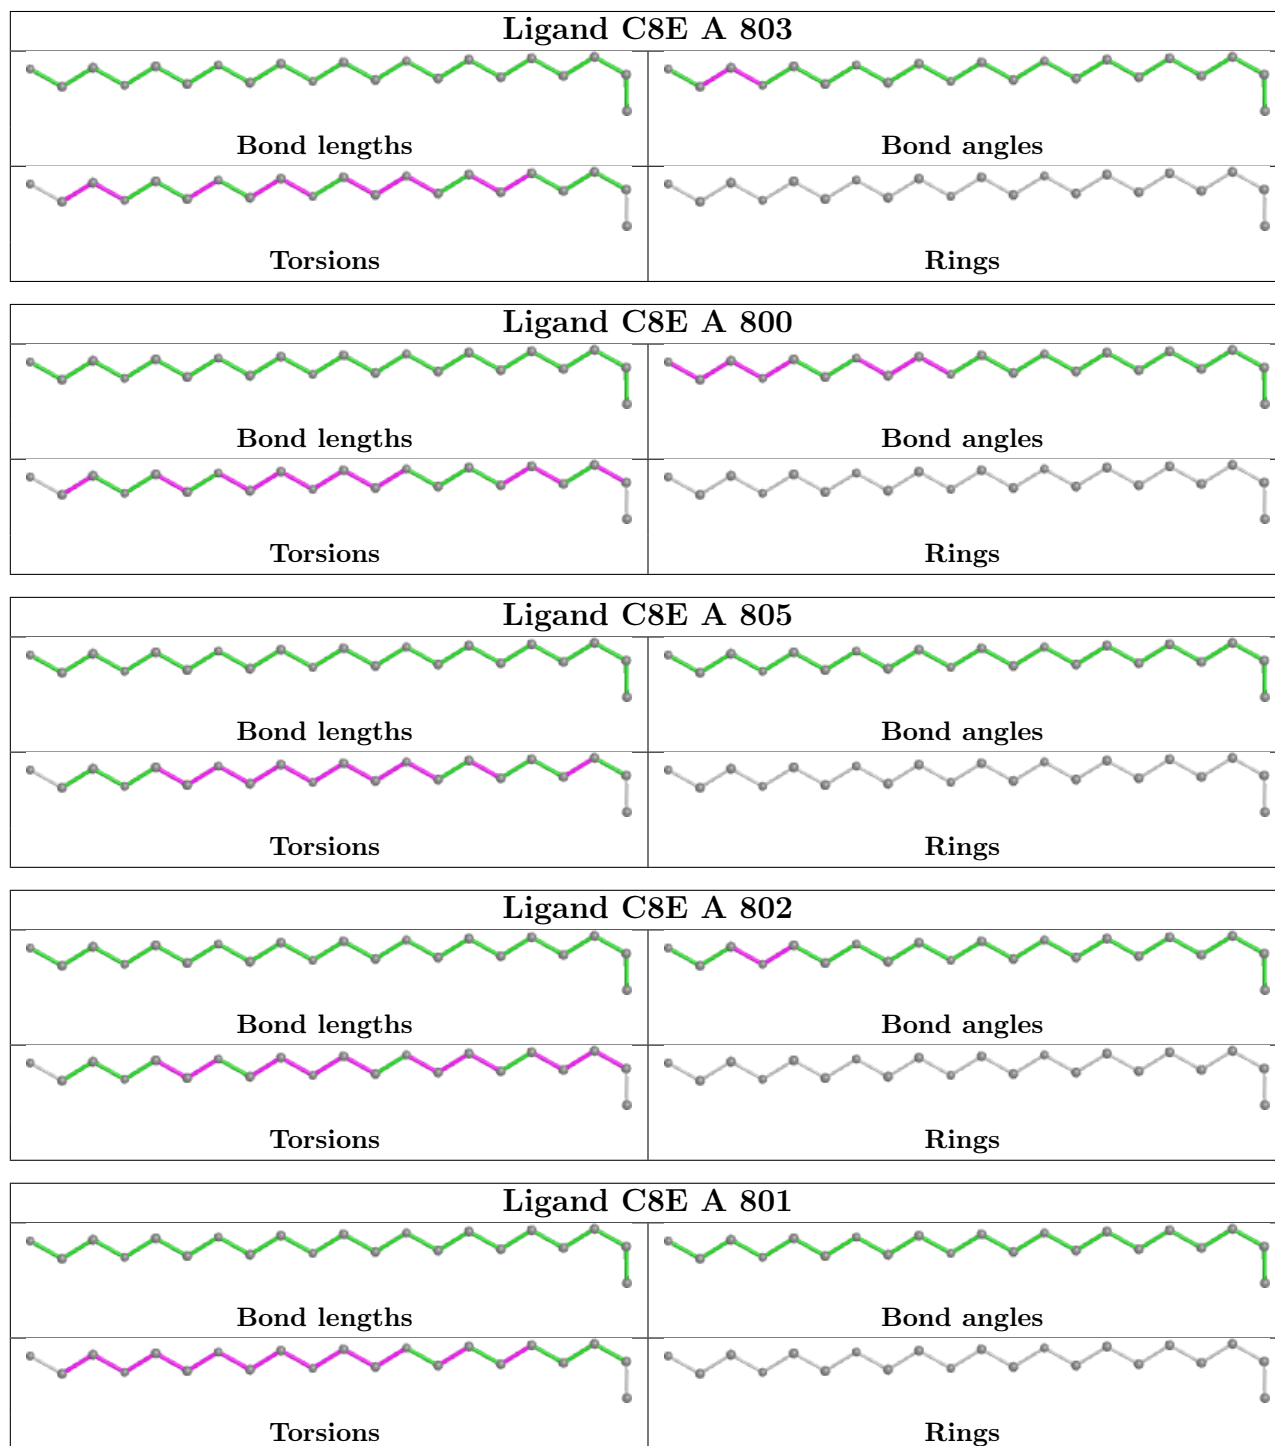 Ligand C8E A 803
Bond lengths
Bond angles
Torsions
Rings
Ligand C8E A 800
Bond lengths
Bond angles
Torsions
Rings
Ligand C8E A 805
Bond lengths
Bond angles
Torsions
Rings
Ligand C8E A 802
Bond lengths
Bond angles
Torsions
Rings
Ligand C8E A 801
Bond lengths
Bond angles
Torsions
Rings